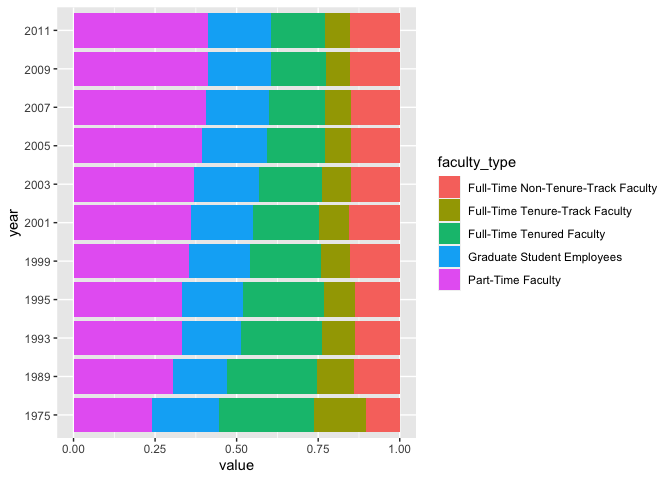 2011
2009
2007
2005
2003
2001
1999
1995
1993
1989
1975
year
0.00 0.25 0.50 0.75 1.00
value
faculty_type
Full-Time Non-Tenure-Track Faculty
Full-Time Tenure-Track Faculty
Full-Time Tenured Faculty
Graduate Student Employees
Part-Time Faculty